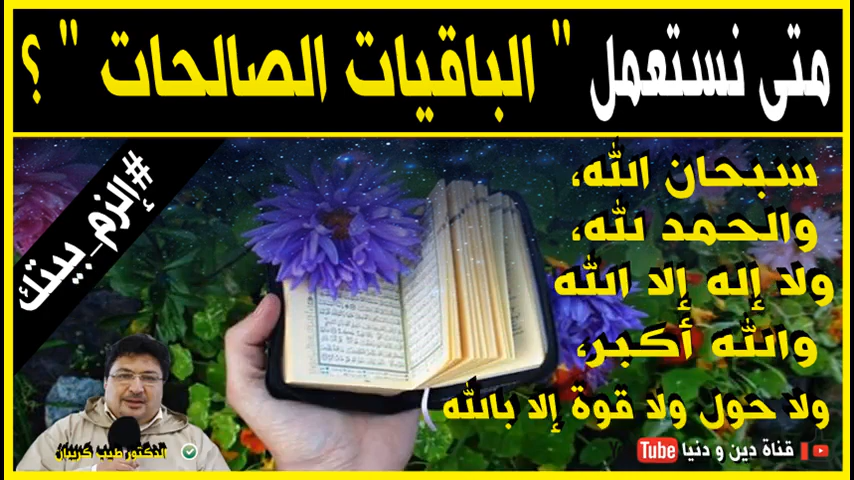 متى نستعمل " الباقيات الصالحات " ؟
#إلزم_بيتك
سبحان الله،
والحمد لله،
ولا إله إلا الله
والله أكبر،
ولا حول ولا قوة إلا بالله
الدكتور طيب كريبان
قناة دين و دنيا Tube